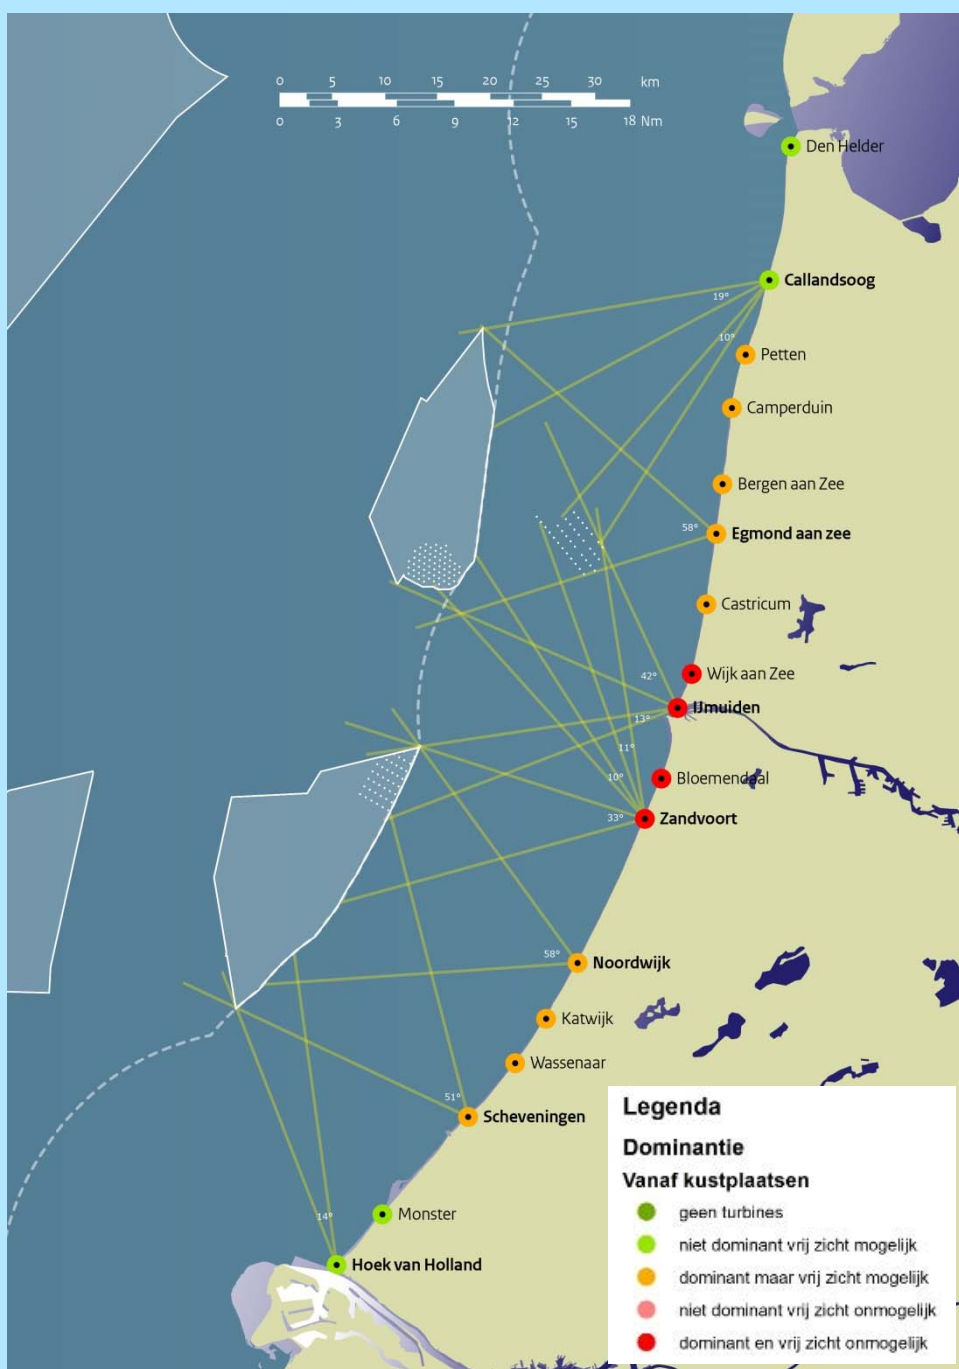 0 5 10 15 20 25 30 km
0 3 6 9 12 15 18 Nm
Den Helder
Callandsoog
19°
10°
Petten
Camperduin
Bergen aan Zee
58°
Egmond aan zee
Castricum
42°
Wijk aan Zee
IJmuiden
13°
11°
10°
Bloemendaal
33°
Zandvoort
58°
Noordwijk
Katwijk
Wassenaar
51°
Scheveningen
14°
Monster
Hoek van Holland
Legenda
Dominantie
Vanaf kustplaatsen
geen turbines
niet dominant vrij zicht mogelijk
dominant maar vrij zicht mogelijk
niet dominant vrij zicht onmogelijk
dominant en vrij zicht onmogelijk